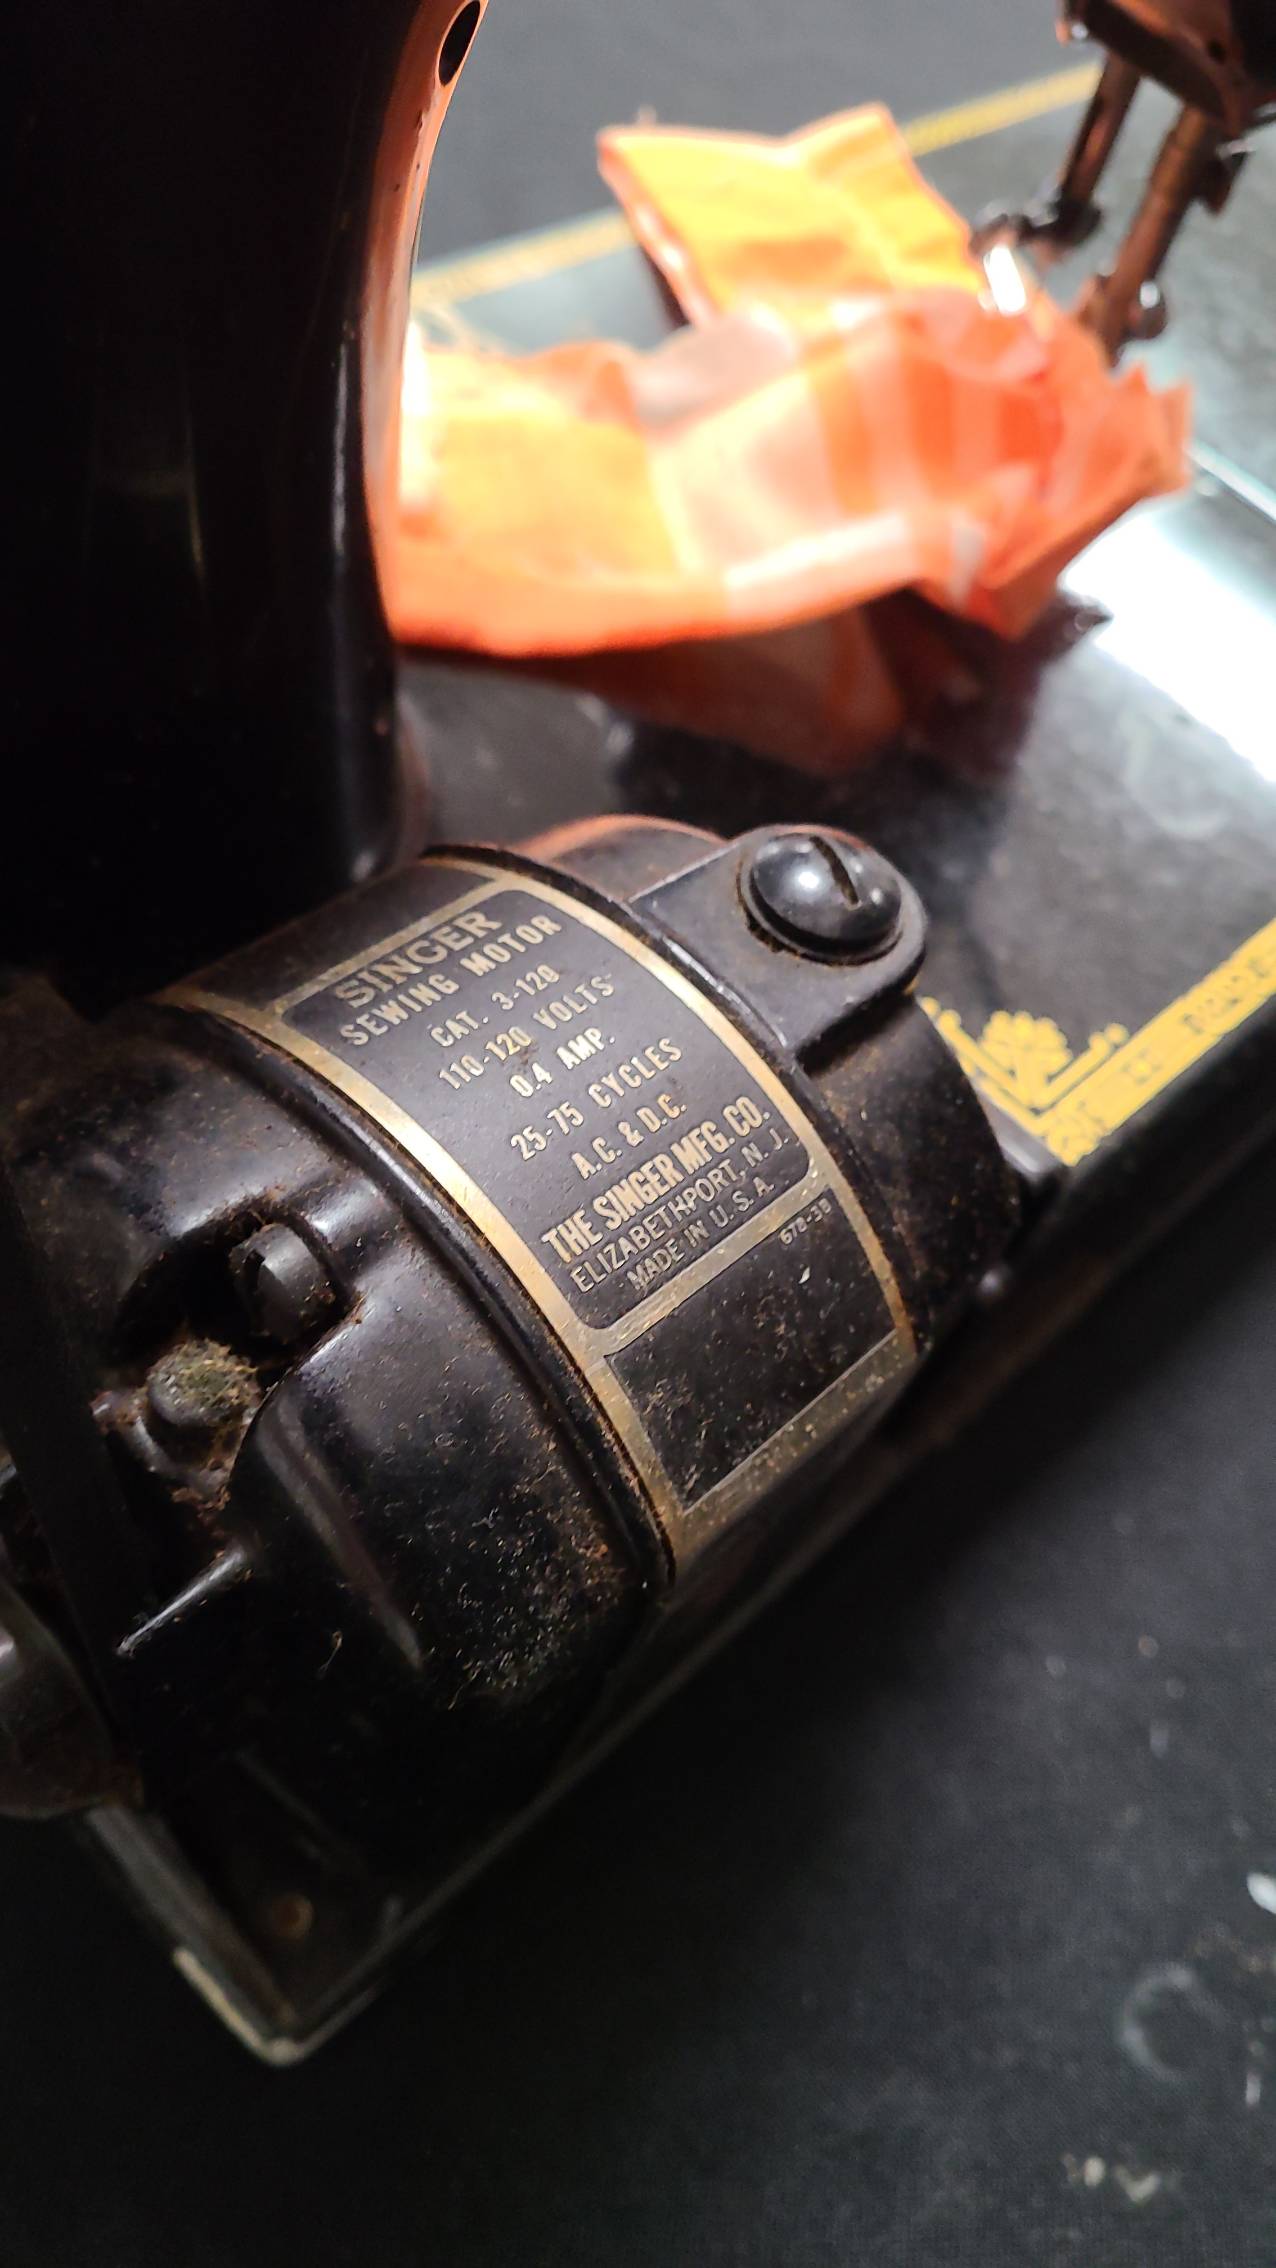 SINGER
SEWING MOTOR
CAT. 3-120
110-120 VOLTS
0.4 AMP.
25-75 CYCLES
A.C. & D.C.
THE SINGER MFG. CO.
ELIZABETHPORT, N. J.
MADE IN U. S. A.